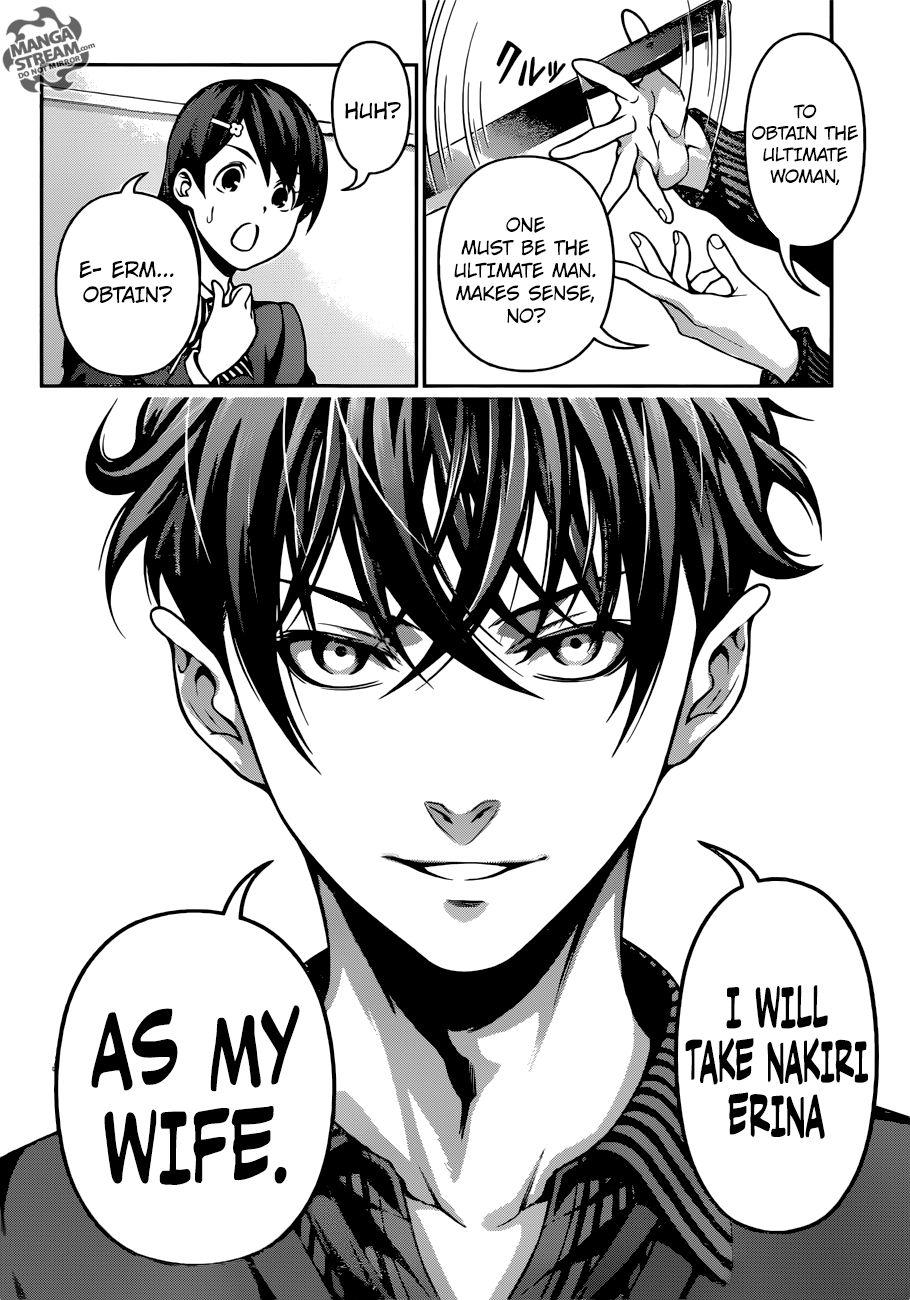 MANGA
STREAM.com
DO NOT MIRROR!
TO
OBTAIN THE
ULTIMATE
WOMAN,
クルッ
ONE
MUST BE THE
ULTIMATE MAN.
MAKES SENSE,
NO?
HUH?
E- ERM...
OBTAIN?
I WILL
TAKE NAKIRI
ERINA
AS MY
WIFE.